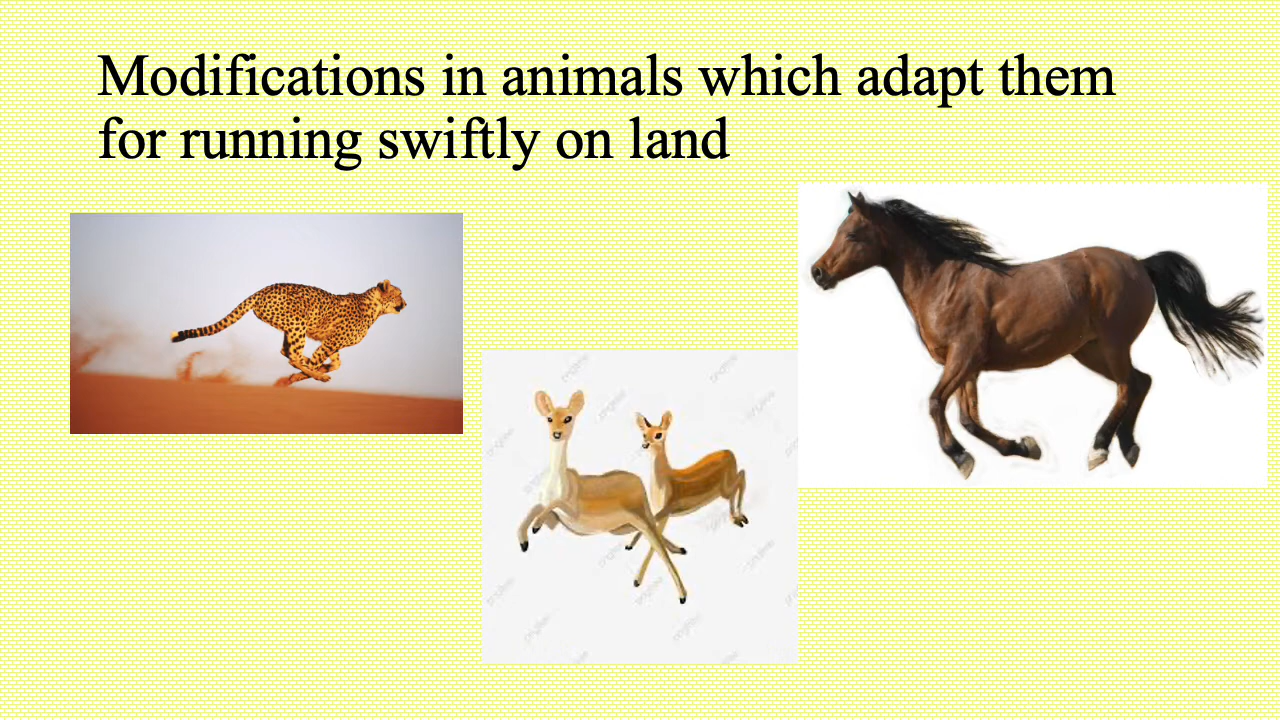 Modifications in animals which adapt them
for running swiftly on land